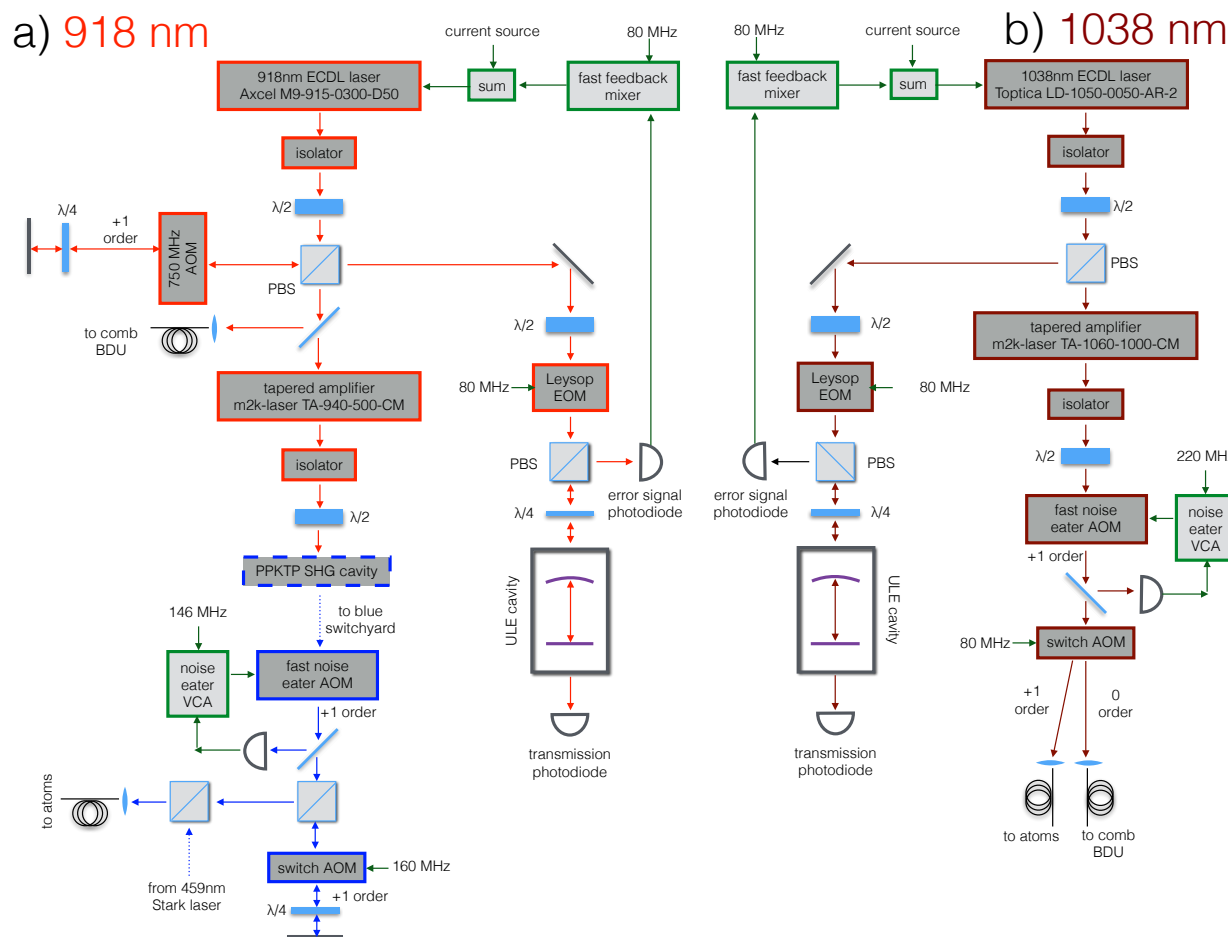 a) 918 nm
current source
80 MHz
918nm ECDL laser
Axcel M9-915-0300-D50
sum
fast feedback
mixer
isolator
λ/2
λ/4
+1
order
750 MHz
AOM
PBS
to comb
BDU
λ/2
tapered amplifier
m2k-laser TA-940-500-CM
80 MHz
Leysop
EOM
isolator
PBS
error signal
photodiode
λ/2
λ/4
PPKTP SHG cavity
ULE cavity
146 MHz
to blue
switchyard
noise
eater
VCA
fast noise
eater AOM
+1 order
transmission
photodiode
to atoms
switch AOM
160 MHz
from 459nm
Stark laser
+1 order
λ/4
b) 1038 nm
80 MHz
current source
fast feedback
mixer
sum
1038nm ECDL laser
Toptica LD-1050-0050-AR-2
isolator
λ/2
PBS
λ/2
tapered amplifier
m2k-laser TA-1060-1000-CM
Leysop
EOM
80 MHz
isolator
PBS
error signal
photodiode
λ/2
220 MH
λ/4
fast noise
eater AOM
noise
eater
VCA
+1 order
ULE cavity
80 MHz
switch AOM
+1
order
0
order
transmission
photodiode
to atoms
to comb
BDU